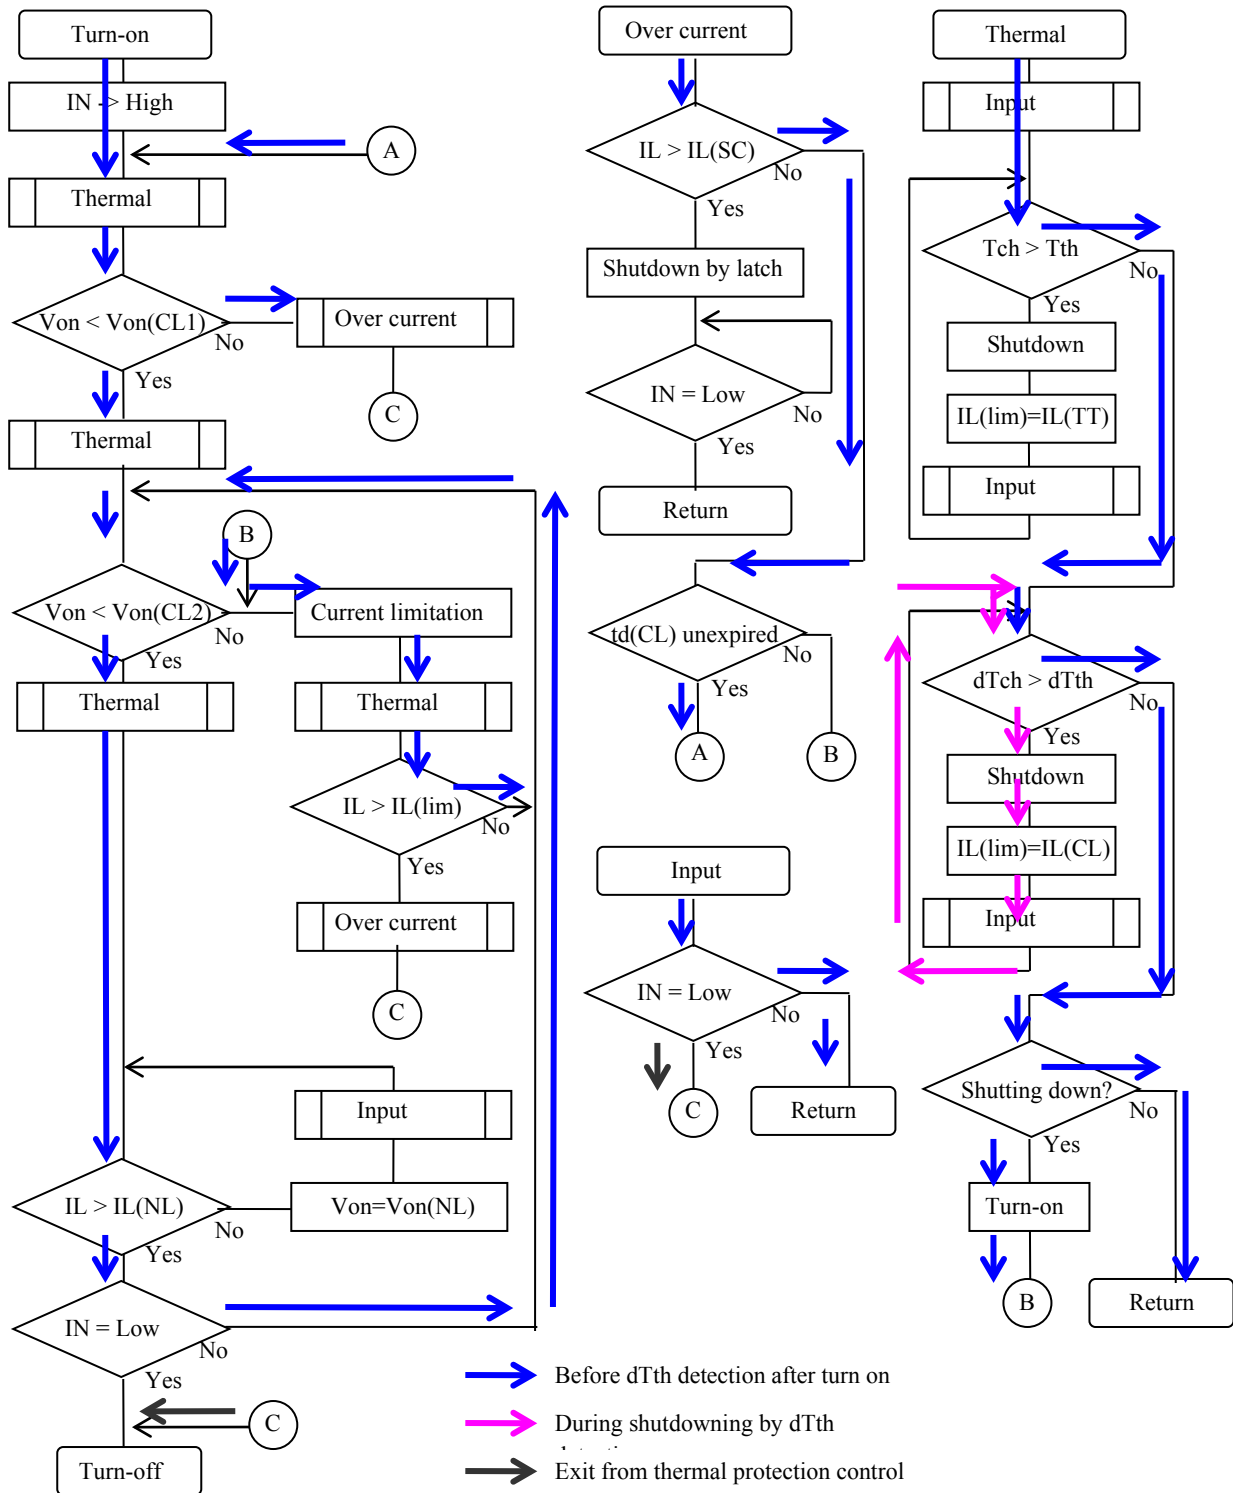 Turn-on
IN -> High
A
Thermal
Von < Von(CL1)
No
Over current
Yes
C
Thermal
B
Von < Von(CL2)
No
Current limitation
Yes
Thermal
Thermal
IL > IL(lim)
No
Yes
Over current
C
Input
IL > IL(NL)
No
Von=Von(NL)
Yes
IN = Low
No
Yes
C
Turn-off
Over current
IL > IL(SC)
No
Yes
Shutdown by latch
IN = Low
No
Yes
Return
td(CL) unexpired
No
Yes
A
B
Input
IN = Low
No
Yes
C
Return
Thermal
Input
Tch > Tth
No
Yes
Shutdown
IL(lim)=IL(TT)
Input
dTch > dTth
No
Yes
Shutdown
IL(lim)=IL(CL)
Input
Shutting down?
No
Yes
Turn-on
B
Return
Before dTth detection after turn on
During shutdowning by dTth
Exit from thermal protection control